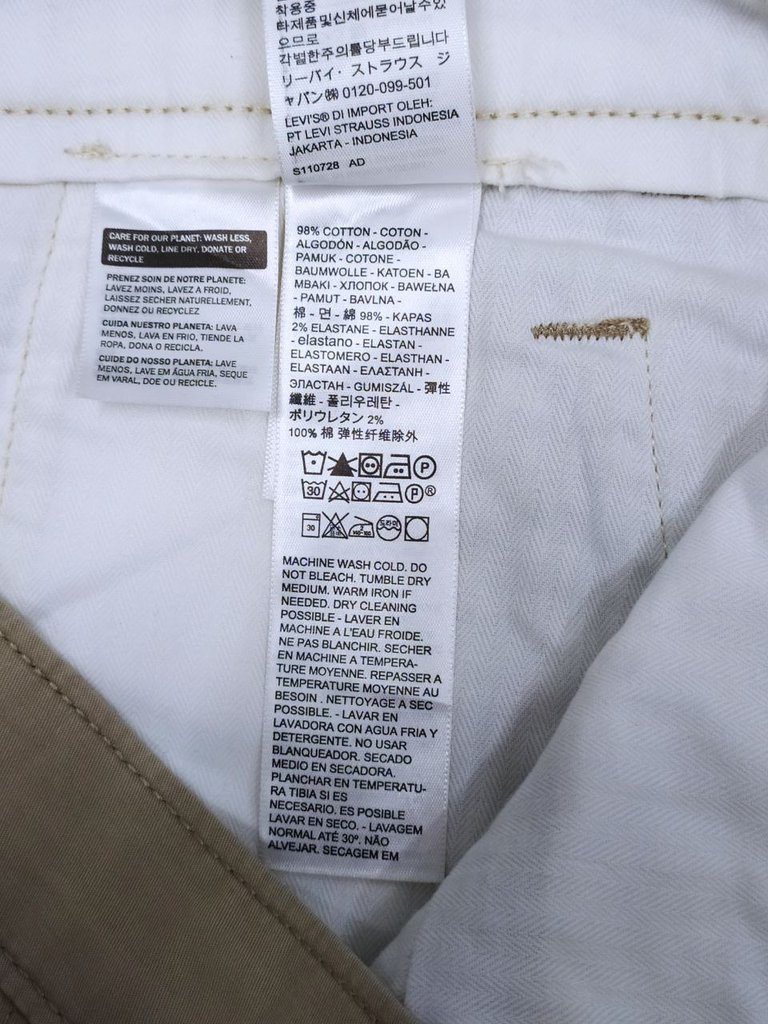 착용중
타제품및신체에묻어날수있
으므로
각별한주의를당부드립니다
リーバイ・ ストラウス ジ
ャパン㈱ 0120-099-501
LEVI'S® DI IMPORT OLEH:
PT LEVI STRAUSS INDONESIA
JAKARTA - INDONESIA
S110728 AD
CARE FOR OUR PLANET: WASH LESS,
WASH COLD, LINE DRY, DONATE OR
RECYCLE
PRENEZ SOIN DE NOTRE PLANETE:
LAVEZ MOINS, LAVEZ A FROID,
LAISSEZ SECHER NATURELLEMENT,
DONNEZ OU RECYCLEZ
CUIDA NUESTRO PLANETA: LAVA
MENOS, LAVA EN FRIO, TIENDE LA
ROPA, DONA O RECICLA.
CUIDE DO NOSSO PLANETA: LAVE
MENOS, LAVE EM ÁGUA FRIA, SEQUE
EM VARAL, DOE OU RECICLE.
98% COTTON - COTON -
ALGODÓN - ALGODÃO -
PAMUK - COTONE -
BAUMWOLLE - KATOEN - BA
MBAKI - ХЛОПОК - BAWEŁNA
- PAMUT - BAVLNA -
棉 - 면 - 綿 98% - KAPAS
2% ELASTANE - ELASTHANNE
- elastano - ELASTAN -
ELASTOMERO - ELASTHAN -
ELASTAAN - ΕΛΑΣΤΑΝΗ -
ЭЛАСТАН - GUMISZÁL - 彈性
纖維 - 폴리우레탄 -
ポリウレタン 2%
100% 棉 弹性纤维除外
P
30 P®
30 2 140-160 드라이
MACHINE WASH COLD. DO
NOT BLEACH. TUMBLE DRY
MEDIUM. WARM IRON IF
NEEDED. DRY CLEANING
POSSIBLE - LAVER EN
MACHINE A L'EAU FROIDE.
NE PAS BLANCHIR. SECHER
EN MACHINE A TEMPERA-
TURE MOYENNE. REPASSER A
TEMPERATURE MOYENNE AU
BESOIN . NETTOYAGE A SEC
POSSIBLE. - LAVAR EN
LAVADORA CON AGUA FRIA Y
DETERGENTE. NO USAR
BLANQUEADOR. SECADO
MEDIO EN SECADORA.
PLANCHAR EN TEMPERATU-
RA TIBIA SI ES
NECESARIO. ES POSIBLE
LAVAR EN SECO. - LAVAGEM
NORMAL ATÉ 30º. NÃO
ALVEJAR. SECAGEM EM